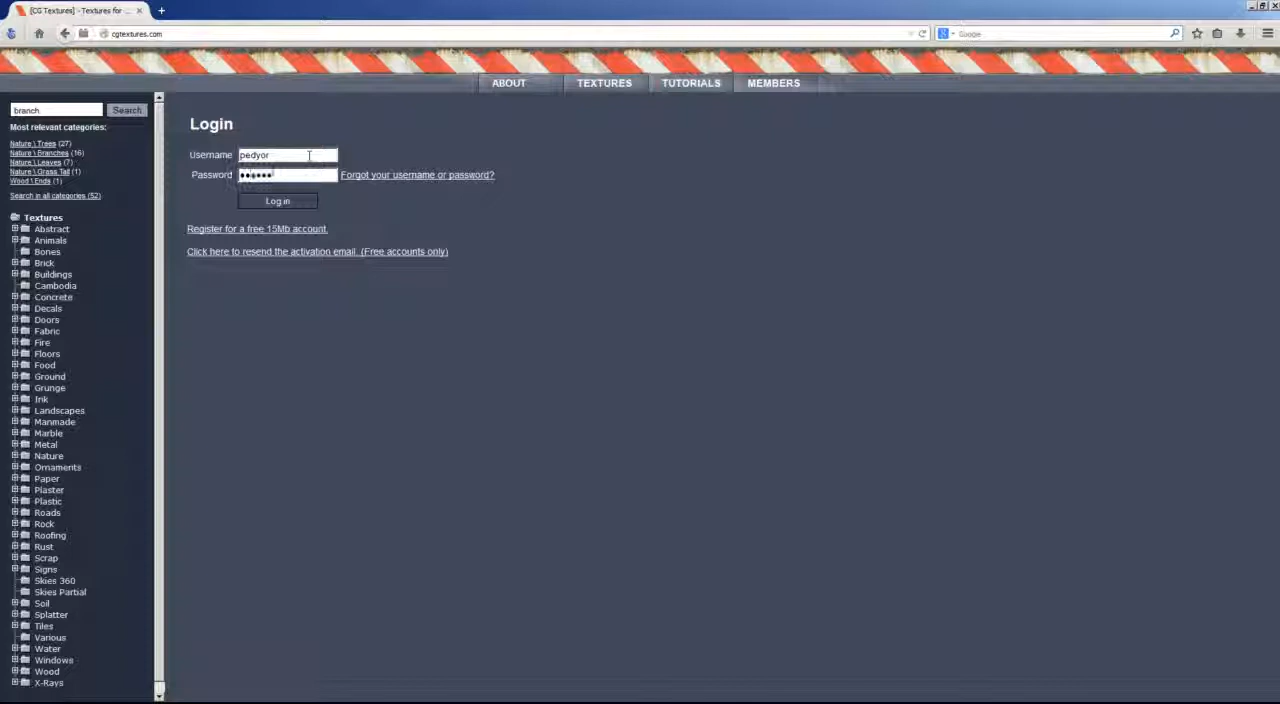 [CG Textures] - Textures for ...
cgtextures.com
Google
ABOUT
TEXTURES
TUTORIALS
MEMBERS
branch
Search
Most relevant categories:
Nature \ Trees (27)
Nature \ Branches (16)
Nature \ Leaves (7)
Nature \ Grass Tall (1)
Wood \ Ends (1)
Search in all categories (52)
Textures
Abstract
Animals
Bones
Brick
Buildings
Cambodia
Concrete
Decals
Doors
Fabric
Fire
Floors
Food
Ground
Grunge
Ink
Landscapes
Manmade
Marble
Metal
Nature
Ornaments
Paper
Plaster
Plastic
Roads
Rock
Roofing
Rust
Scrap
Signs
Skies 360
Skies Partial
Soil
Splatter
Tiles
Various
Water
Windows
Wood
X-Rays
Login
Username pedyor
Password •••••• Forgot your username or password?
Log in
Register for a free 15Mb account.
Click here to resend the activation email. (Free accounts only)